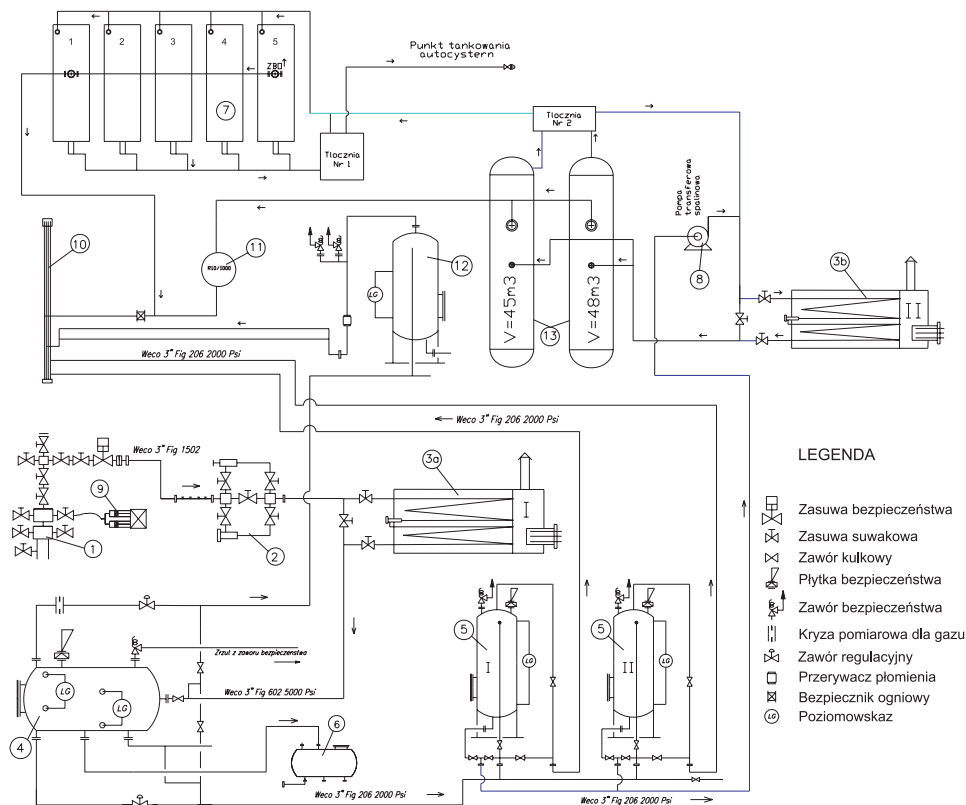 1
2
3
4
5
ZBO
7
Punkt tankowania
autocystern
Tłocznia
Nr 1
Tłocznia
Nr 2
Pompa
transferowa
spalinowa
8
10
11
12
LG
V=45m3
V=48m3
13
3b
II
Weco 3" Fig 206 2000 Psi
Weco 3" Fig 206 2000 Psi
Weco 3" Fig 1502
9
1
2
3a
I
LEGENDA
Zasuwa bezpieczeństwa
Zasuwa suwakowa
Zawór kulkowy
Płytka bezpieczeństwa
Zawór bezpieczeństwa
Kryza pomiarowa dla gazu
Zawór regulacyjny
Przerywacz płomienia
Bezpiecznik ogniowy
LG Poziomowskaz
Zrzut z zaworu bezpieczenstwa
Weco 3" Fig 602 5000 Psi
LG
LG
4
6
5
I
LG
5
II
LG
Weco 3" Fig 206 2000 Psi
Weco 3" Fig 206 2000 Psi